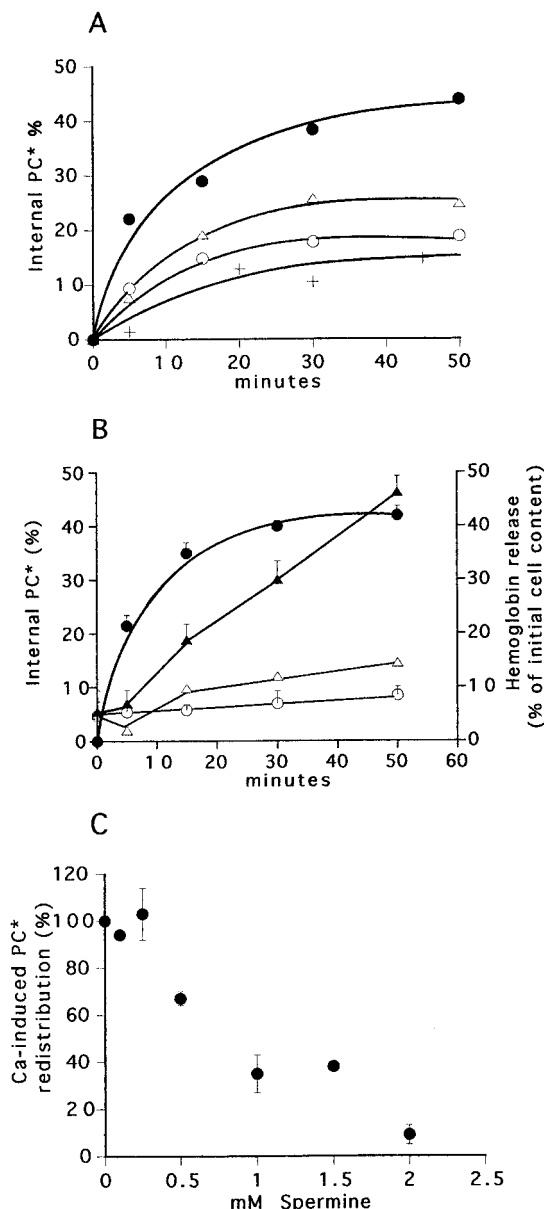 A
50
40
30
20
10
0
Internal PC* %
0 10 20 30 40 50
minutes
B
50
40
30
20
10
0
Internal PC* (%)
50
40
30
20
10
0
Hemoglobin release
(% of initial cell content)
0 10 20 30 40 50 60
minutes
C
120
100
80
60
40
20
0
Ca-induced PC*
redistribution (%)
0 0.5 1 1.5 2 2.5
mM Spermine